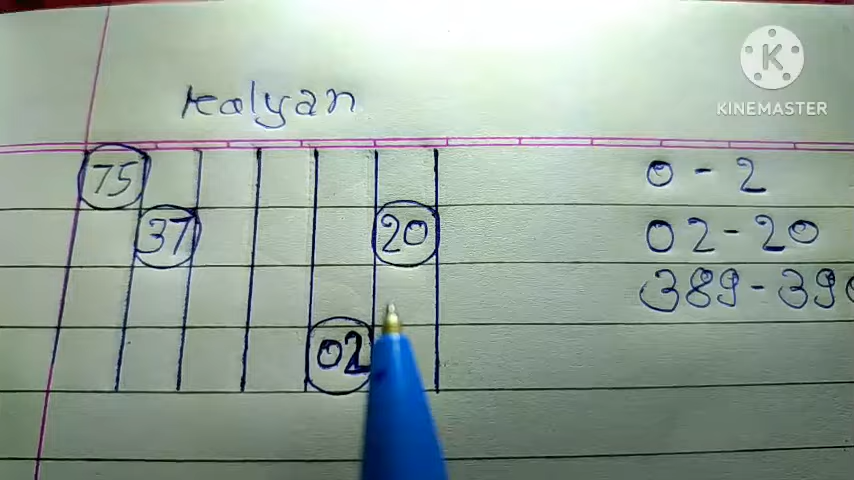 Kalyan
K
KINEMASTER
75
0 - 2
37 20
02 - 20
389 - 39
02